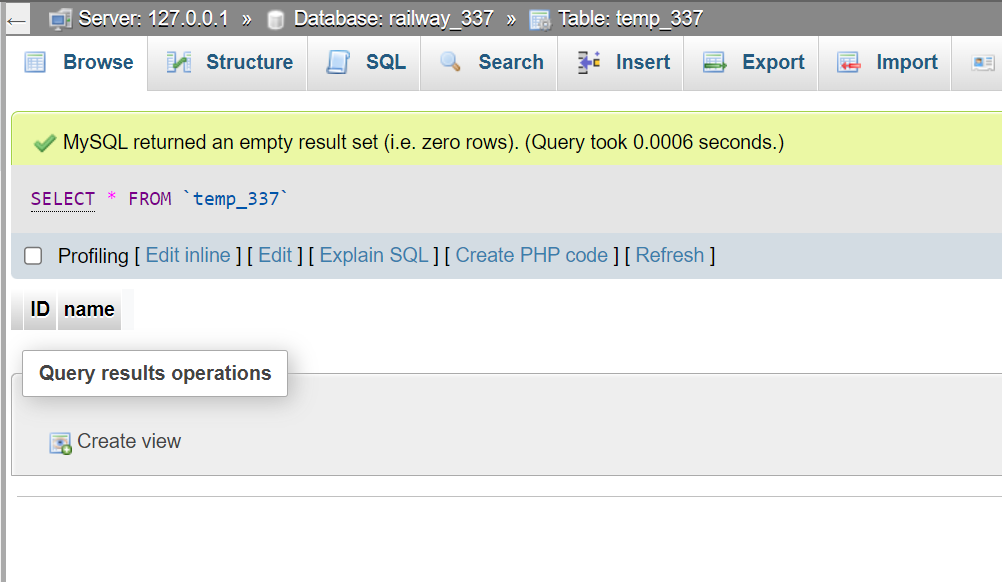 ← Server: 127.0.0.1 » Database: railway_337 » Table: temp_337
Browse Structure SQL Search Insert Export Import
MySQL returned an empty result set (i.e. zero rows). (Query took 0.0006 seconds.)
SELECT * FROM `temp_337`
Profiling [ Edit inline ] [ Edit ] [ Explain SQL ] [ Create PHP code ] [ Refresh ]
ID name
Query results operations
Create view